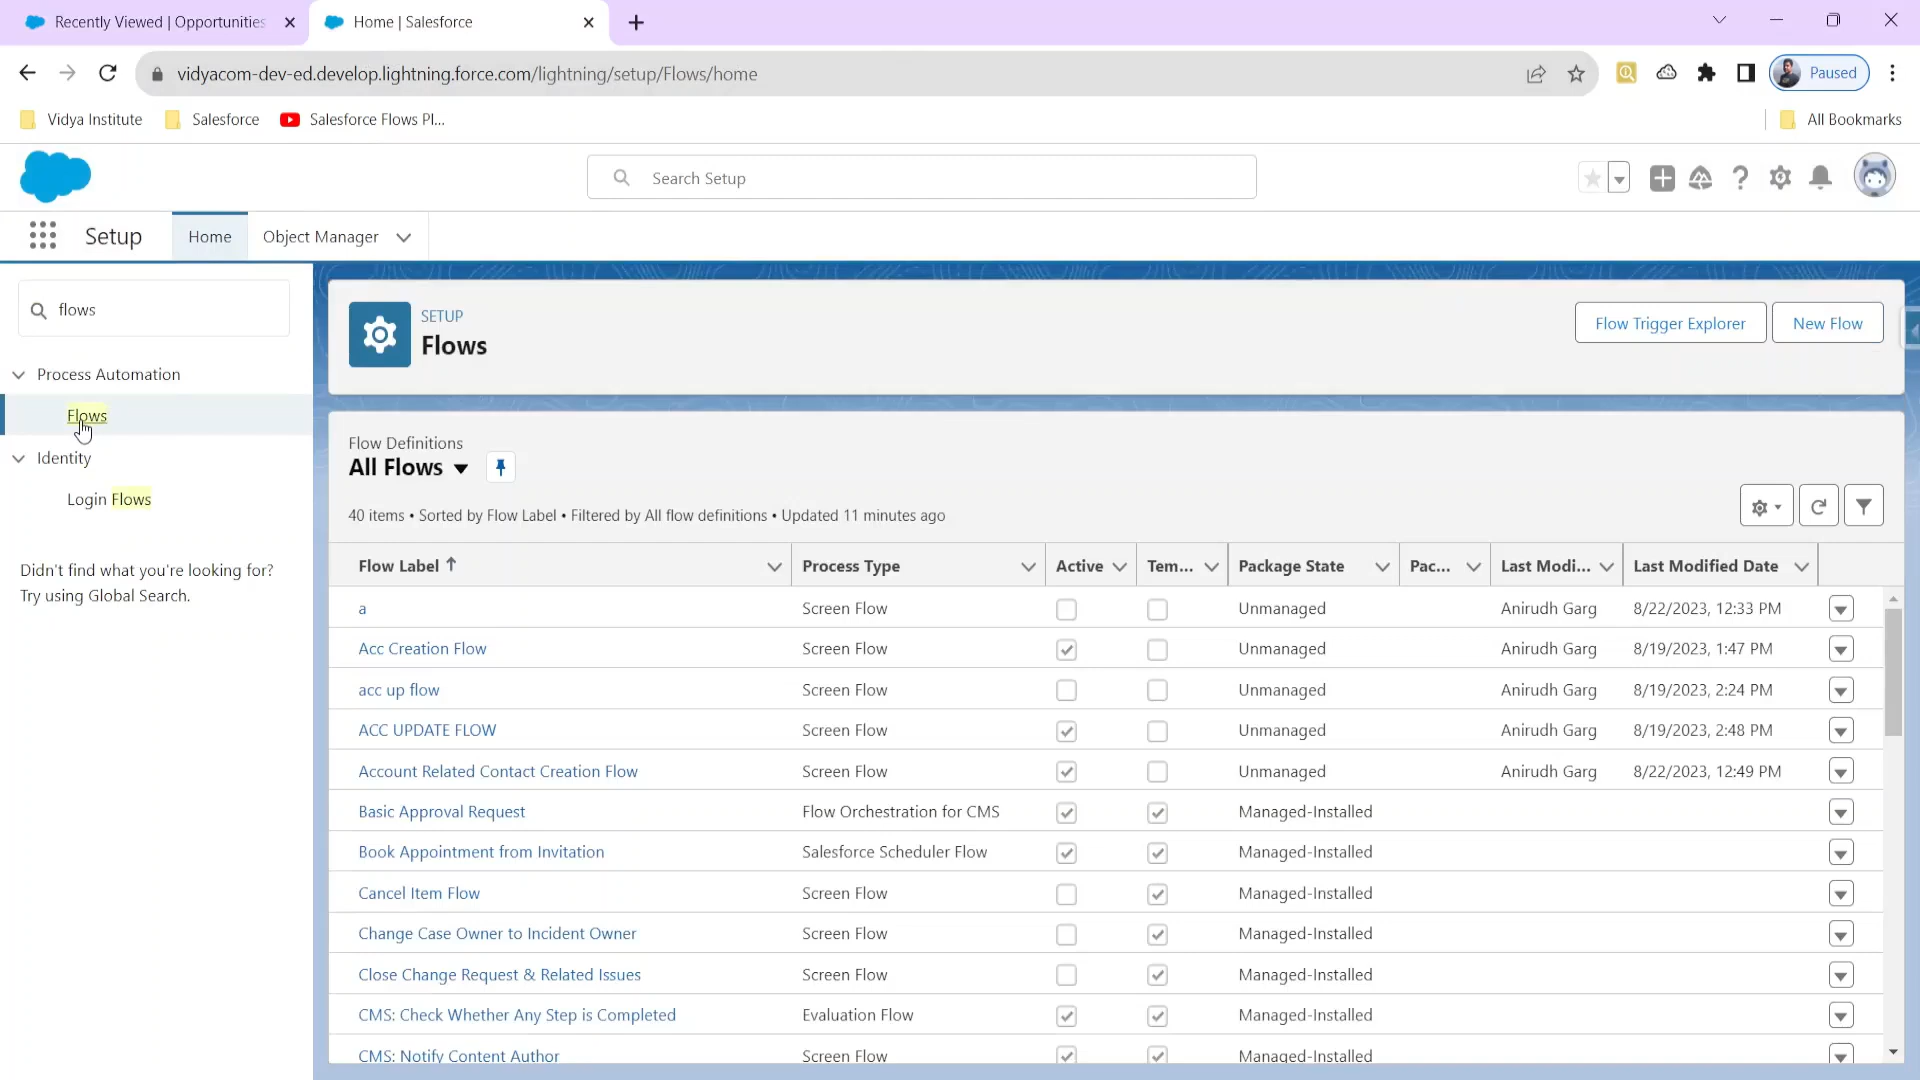 Recently Viewed | Opportunities
Home | Salesforce
vidyacom-dev-ed.develop.lightning.force.com/lightning/setup/Flows/home
Paused
Vidya Institute
Salesforce
Salesforce Flows Pl...
All Bookmarks
Search Setup
Setup
Home
Object Manager
flows
Process Automation
Flows
Identity
Login Flows
Didn't find what you're looking for?
Try using Global Search.
SETUP
Flows
Flow Trigger Explorer
New Flow
Flow Definitions
All Flows
40 items • Sorted by Flow Label • Filtered by All flow definitions • Updated 11 minutes ago
Flow Label Process Type Active Tem... Package State Pac... Last Modi... Last Modified Date
a Screen Flow Unmanaged Anirudh Garg 8/22/2023, 12:33 PM
Acc Creation Flow Screen Flow Unmanaged Anirudh Garg 8/19/2023, 1:47 PM
acc up flow Screen Flow Unmanaged Anirudh Garg 8/19/2023, 2:24 PM
ACC UPDATE FLOW Screen Flow Unmanaged Anirudh Garg 8/19/2023, 2:48 PM
Account Related Contact Creation Flow Screen Flow Unmanaged Anirudh Garg 8/22/2023, 12:49 PM
Basic Approval Request Flow Orchestration for CMS Managed-Installed
Book Appointment from Invitation Salesforce Scheduler Flow Managed-Installed
Cancel Item Flow Screen Flow Managed-Installed
Change Case Owner to Incident Owner Screen Flow Managed-Installed
Close Change Request & Related Issues Screen Flow Managed-Installed
CMS: Check Whether Any Step is Completed Evaluation Flow Managed-Installed
CMS: Notify Content Author Screen Flow Managed-Installed